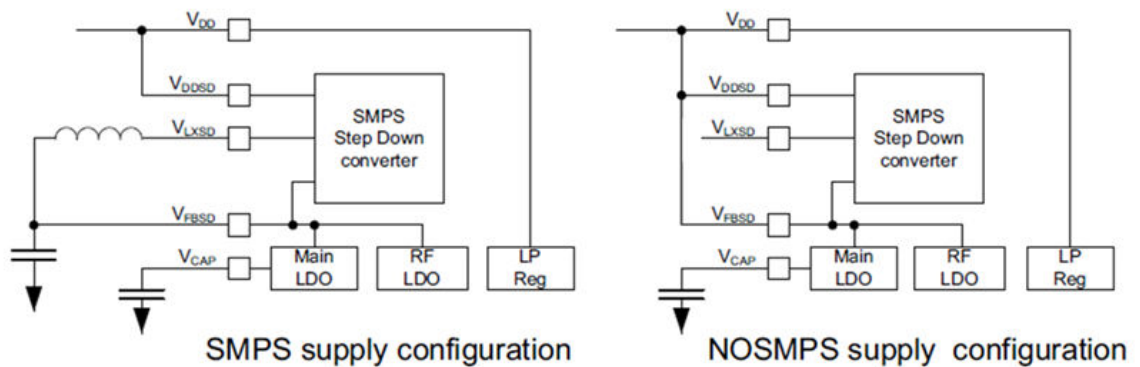 VDD
VDDSD
VLXSD
SMPS
Step Down
converter
VFBSD
VCAP
Main
LDO
RF
LDO
LP
Reg
SMPS supply configuration
VDD
VDDSD
VLXSD
SMPS
Step Down
converter
VFBSD
VCAP
Main
LDO
RF
LDO
LP
Reg
NOSMPS supply configuration